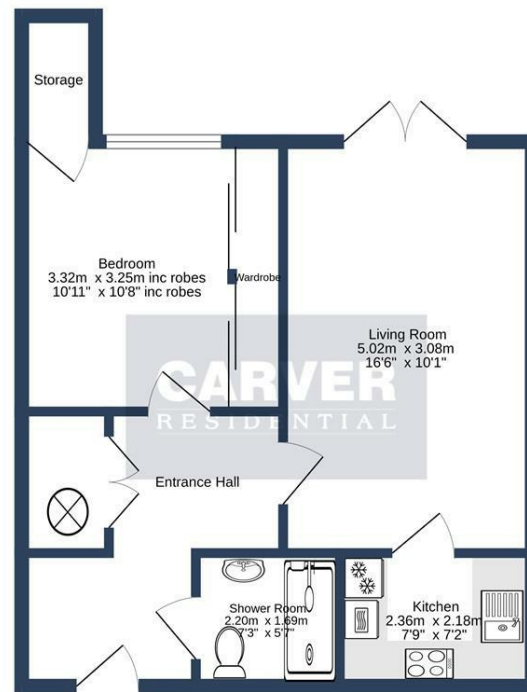 Storage
Bedroom
3.32m x 3.25m inc robes
10'11" x 10'8" inc robes
Wardrobe
Living Room
5.02m x 3.08m
16'6" x 10'1"
CARVER
RESIDENTIAL
Entrance Hall
Shower Room
2.20m x 1.69m
7'3" x 5'7"
Kitchen
2.36m x 2.18m
7'9" x 7'2"